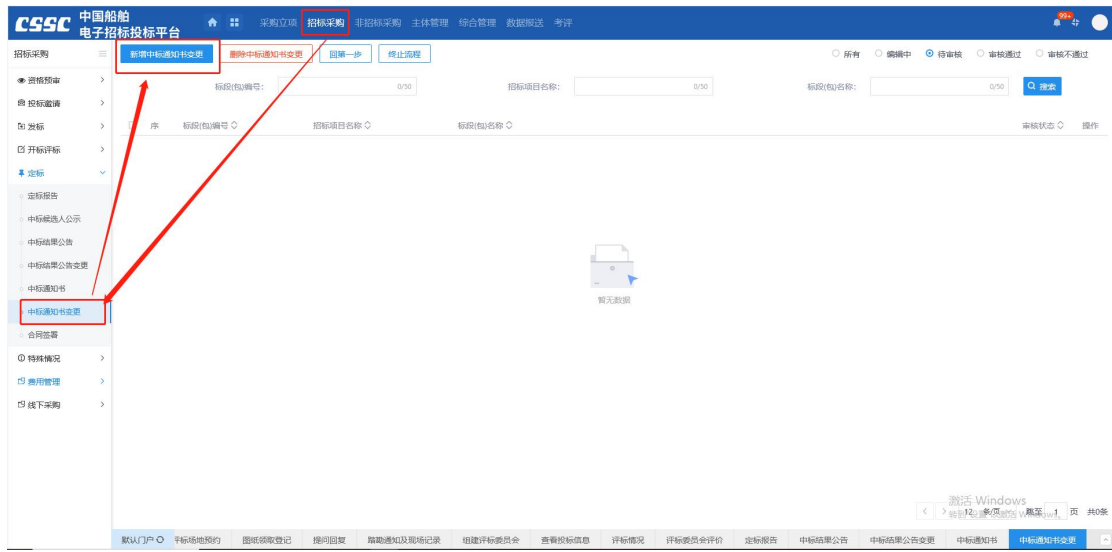 CSSC 中国船舶
电子招标投标平台
采购立项 招标采购 非招标采购 主体管理 综合管理 数据报送 考评
99+
招标采购
新增中标通知书变更 删除中标通知书变更 回第一步 终止流程
所有 编辑中 待审核 审核通过 审核不通过
资格预审
标段(包)编号: 0/50 招标项目名称: 0/50 标段(包)名称: 0/50 搜索
投标邀请
发标
序 标段(包)编号 招标项目名称 标段(包)名称 审核状态 操作
开标评标
定标
定标报告
中标候选人公示
中标结果公告
中标结果公告变更
中标通知书
暂无数据
中标通知书变更
合同签署
特殊情况
费用管理
线下采购
激活 Windows
12 条/页 跳至 1 页 共0条
默认门户 评标场地预约 图纸领取登记 提问回复 踏勘通知及现场记录 组建评标委员会 查看投标信息 评标情况 评标委员会评价 定标报告 中标结果公告 中标结果公告变更 中标通知书 中标通知书变更